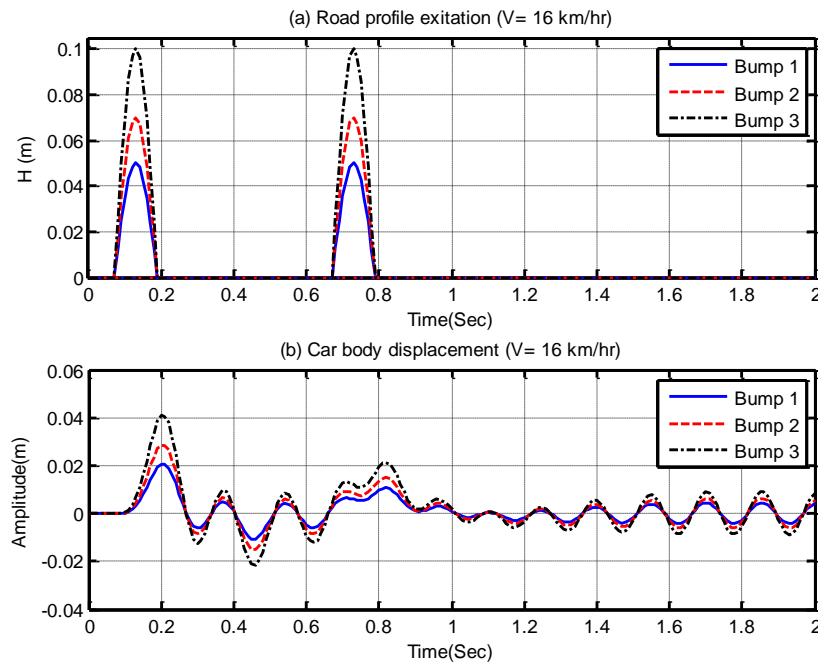 (a) Road profile exitation (V= 16 km/hr)
0.1
0.08
0.06
0.04
0.02
0
H (m)
Bump 1
Bump 2
Bump 3
0 0.2 0.4 0.6 0.8 1 1.2 1.4 1.6 1.8 2
Time(Sec)
(b) Car body displacement (V= 16 km/hr)
0.06
0.04
0.02
0
-0.02
-0.04
Amplitude(m)
Bump 1
Bump 2
Bump 3
0 0.2 0.4 0.6 0.8 1 1.2 1.4 1.6 1.8 2
Time(Sec)